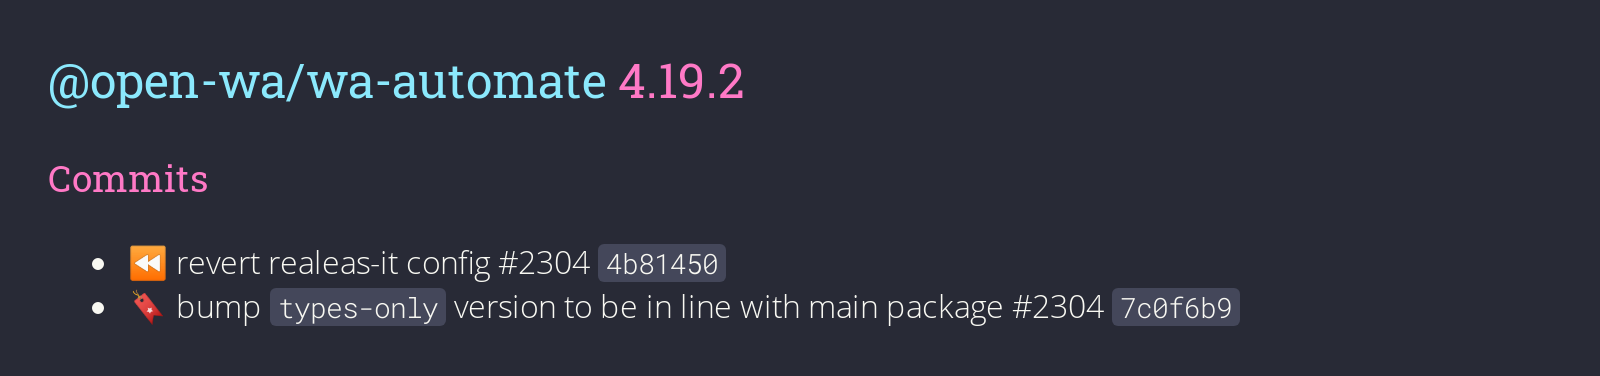 @open-wa/wa-automate 4.19.2
Commits
⏪ revert realeas-it config #2304 4b81450
🔖 bump types-only version to be in line with main package #2304 7c0f6b9